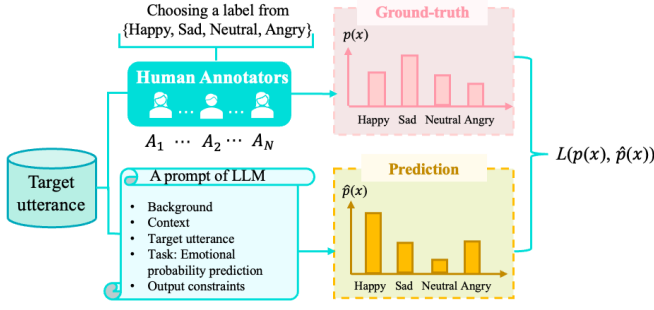 Choosing a label from
{Happy, Sad, Neutral, Angry}
Human Annotators
A₁ ⋯ A₂ ⋯ A_N
Ground-truth
p(x)
Happy Sad Neutral Angry
Target
utterance
A prompt of LLM
• Background
• Context
• Target utterance
• Task: Emotional
probability prediction
• Output constraints
Prediction
p̂(x)
Happy Sad Neutral Angry
L(p(x), p̂(x))